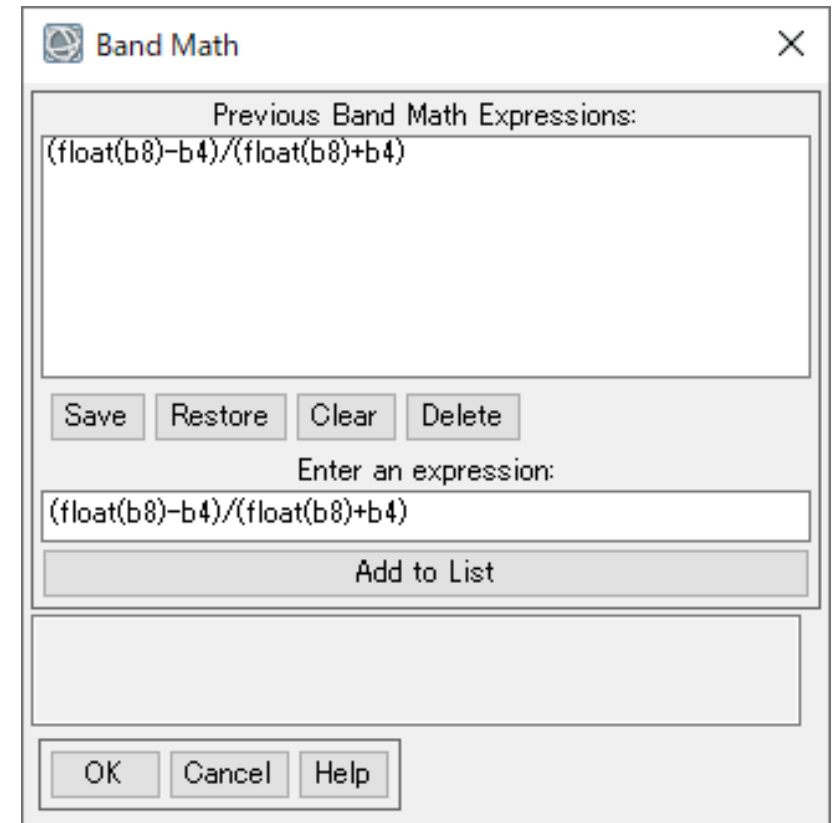 Band Math
Previous Band Math Expressions:
(float(b8)-b4)/(float(b8)+b4)
Save Restore Clear Delete
Enter an expression:
(float(b8)-b4)/(float(b8)+b4)
Add to List
OK Cancel Help